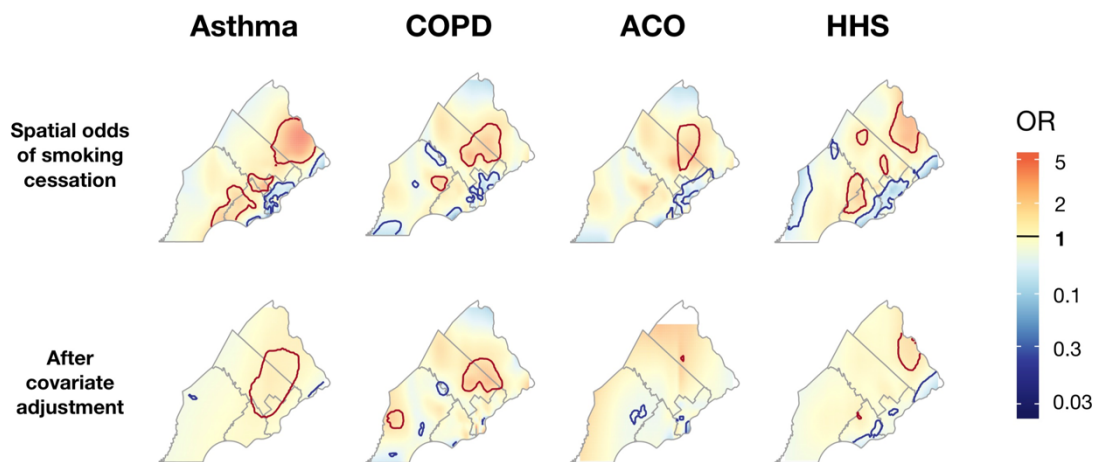 Asthma COPD ACO HHS
Spatial odds
of smoking
cessation
OR
5
2
1
0.1
0.3
0.03
After
covariate
adjustment